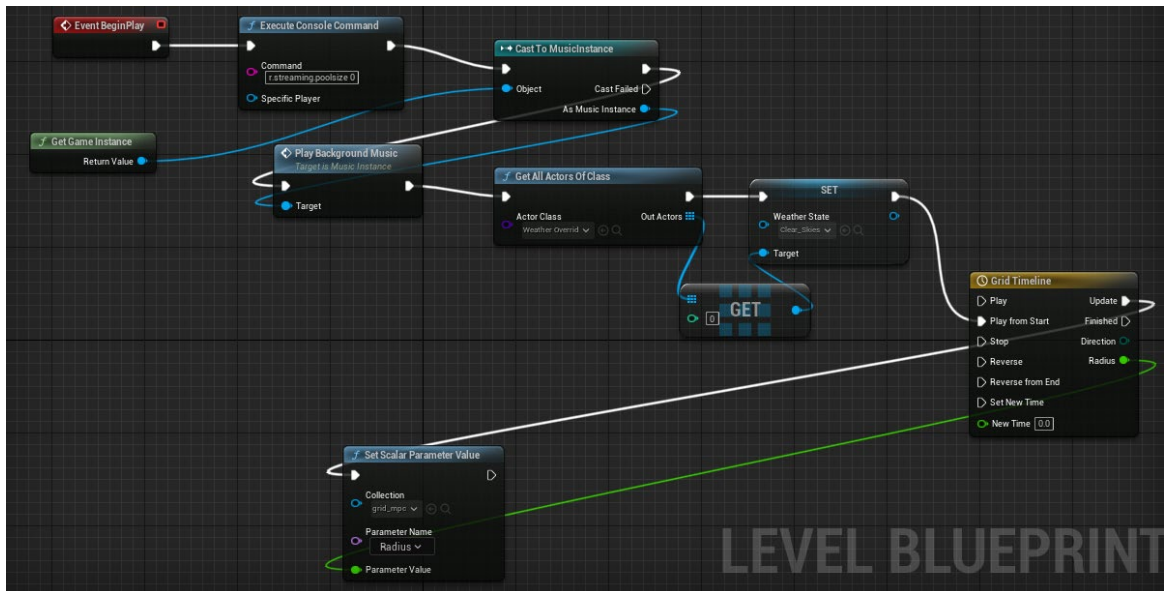 Event BeginPlay
Execute Console Command
Command
r.streaming.poolsize 0
Specific Player
Cast To MusicInstance
Object
Cast Failed
As Music Instance
Get Game Instance
Return Value
Play Background Music
Target is Music Instance
Target
Get All Actors Of Class
Actor Class
Out Actors
Weather Overrid
SET
Weather State
Clear_Skies
Target
GET
0
Grid Timeline
Play
Update
Play from Start
Finished
Stop
Direction
Reverse
Radius
Reverse from End
Set New Time
New Time
0.0
Set Scalar Parameter Value
Collection
grid_mpc
Parameter Name
Radius
Parameter Value
LEVEL BLUEPRINT